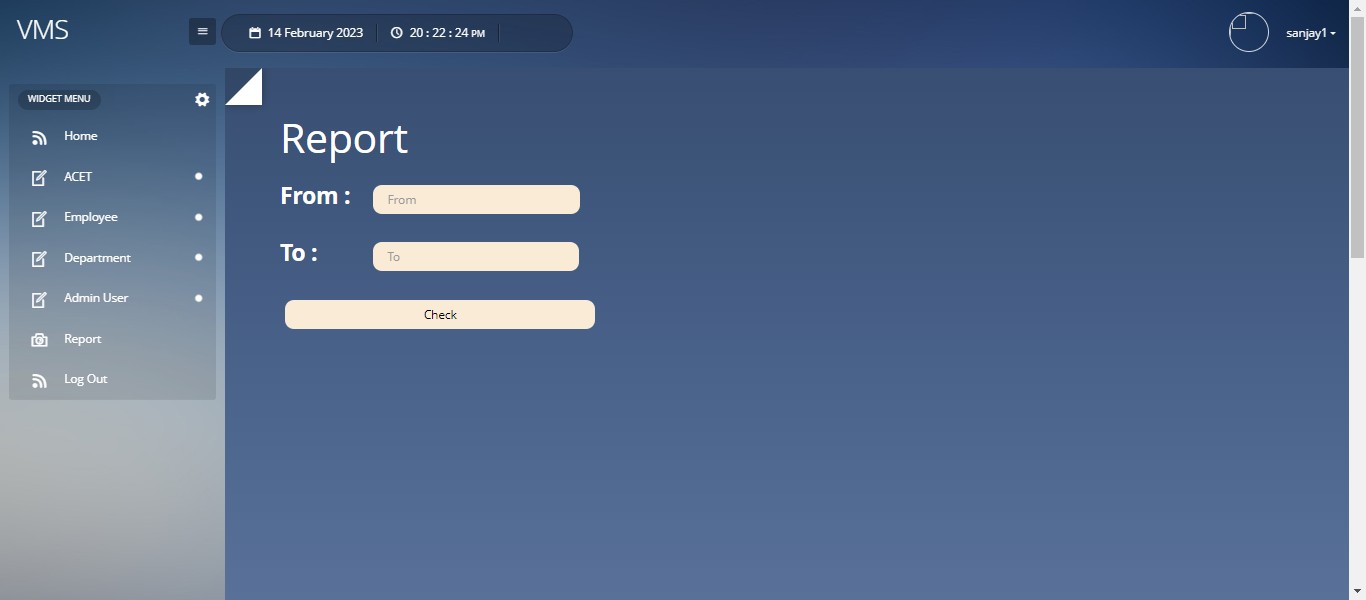 VMS
14 February 2023
20 : 22 : 24 PM
sanjay1
WIDGET MENU
Home
ACET
Employee
Department
Admin User
Report
Log Out
Report
From :
From
To :
To
Check